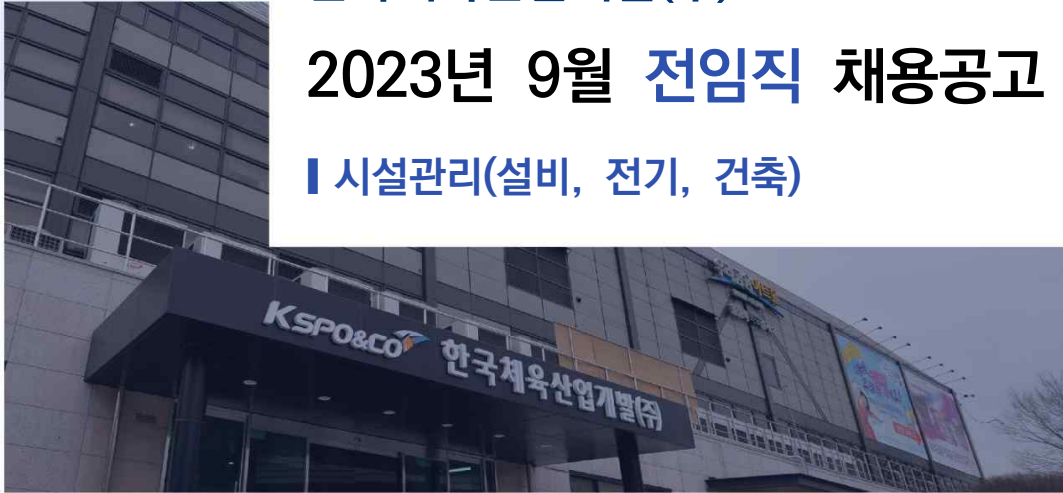 2023년 9월 전임직 채용공고
시설관리(설비, 전기, 건축)
KSPO&CO 한국체육산업개발(주)